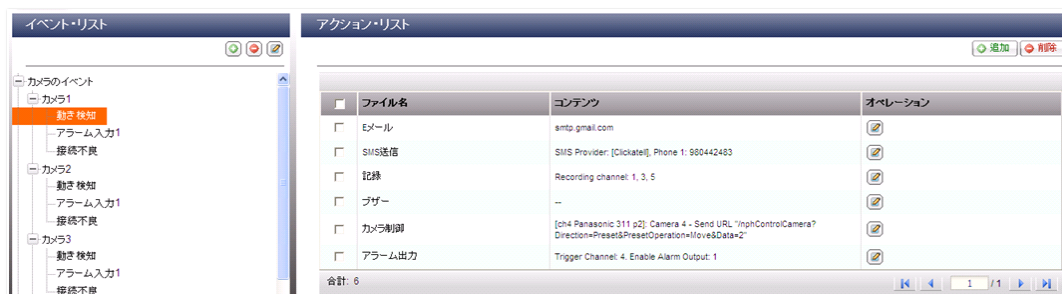 イベント・リスト
カメラのイベント
カメラ1
動き検知
アラーム入力1
接続不良
カメラ2
動き検知
アラーム入力1
接続不良
カメラ3
動き検知
アラーム入力1
接続不良
アクション・リスト
追加 削除
ファイル名 コンテンツ オペレーション
Eメール smtp.gmail.com
SMS送信 SMS Provider: [Clickatell], Phone 1: 980442483
記録 Recording channel: 1, 3, 5
ブザー --
カメラ制御 [ch4 Panasonic 311 p2]: Camera 4 - Send URL "/nphControlCamera?
Direction=Preset&PresetOperation=Move&Data=2"
アラーム出力 Trigger Channel: 4. Enable Alarm Output: 1
合計: 6 1 / 1